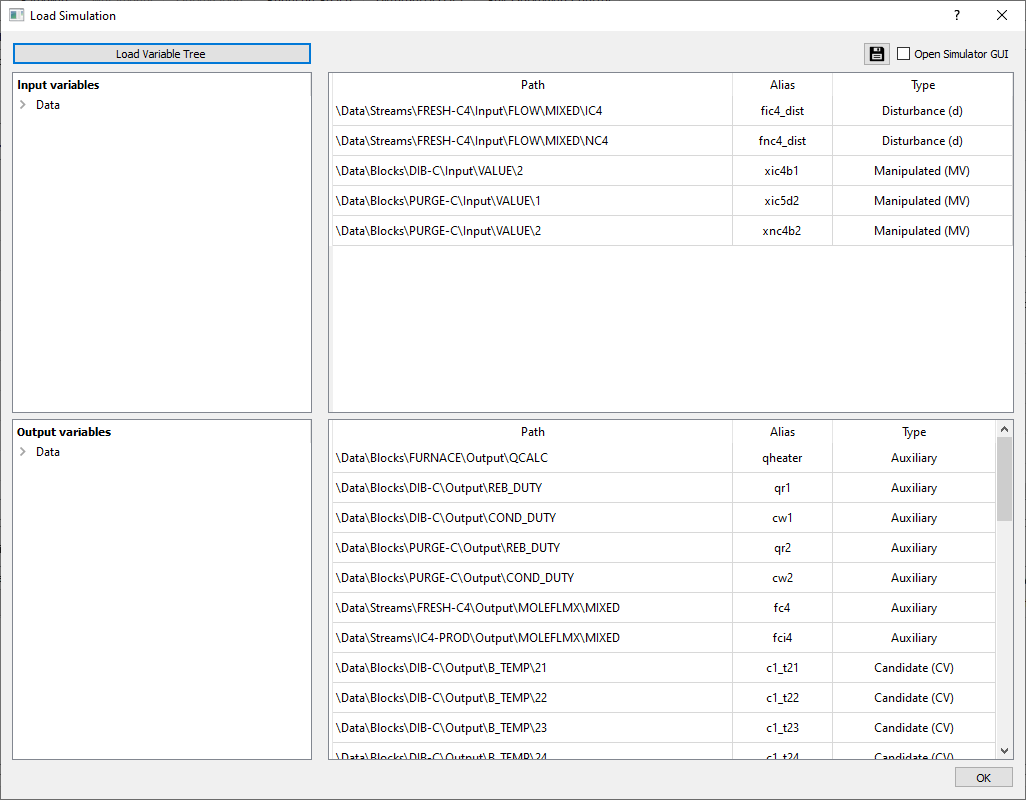 Load Simulation
Load Variable Tree
Open Simulator GUI
Input variables
Data
Path Alias Type
\Data\Streams\FRESH-C4\Input\FLOW\MIXED\IC4 fic4_dist Disturbance (d)
\Data\Streams\FRESH-C4\Input\FLOW\MIXED\NC4 fnc4_dist Disturbance (d)
\Data\Blocks\DIB-C\Input\VALUE\2 xic4b1 Manipulated (MV)
\Data\Blocks\PURGE-C\Input\VALUE\1 xic5d2 Manipulated (MV)
\Data\Blocks\PURGE-C\Input\VALUE\2 xnc4b2 Manipulated (MV)
Output variables
Data
Path Alias Type
\Data\Blocks\FURNACE\Output\QCALC qheater Auxiliary
\Data\Blocks\DIB-C\Output\REB_DUTY qr1 Auxiliary
\Data\Blocks\DIB-C\Output\COND_DUTY cw1 Auxiliary
\Data\Blocks\PURGE-C\Output\REB_DUTY qr2 Auxiliary
\Data\Blocks\PURGE-C\Output\COND_DUTY cw2 Auxiliary
\Data\Streams\FRESH-C4\Output\MOLEFLMX\MIXED fc4 Auxiliary
\Data\Streams\IC4-PROD\Output\MOLEFLMX\MIXED fci4 Auxiliary
\Data\Blocks\DIB-C\Output\B_TEMP\21 c1_t21 Candidate (CV)
\Data\Blocks\DIB-C\Output\B_TEMP\22 c1_t22 Candidate (CV)
\Data\Blocks\DIB-C\Output\B_TEMP\23 c1_t23 Candidate (CV)
\Data\Blocks\DIB-C\Output\B_TEMP\24 c1_t24 Candidate (CV)
OK